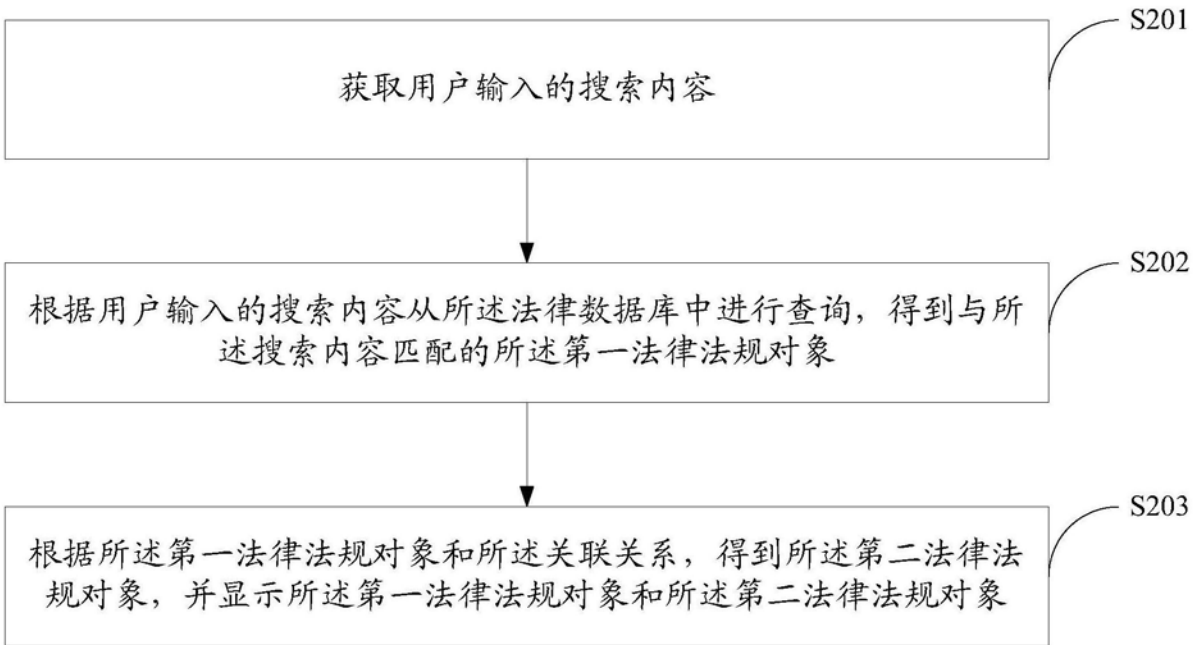 S201
获取用户输入的搜索内容
S202
根据用户输入的搜索内容从所述法律数据库中进行查询，得到与所
述搜索内容匹配的所述第一法律法规对象
S203
根据所述第一法律法规对象和所述关联关系，得到所述第二法律法
规对象，并显示所述第一法律法规对象和所述第二法律法规对象